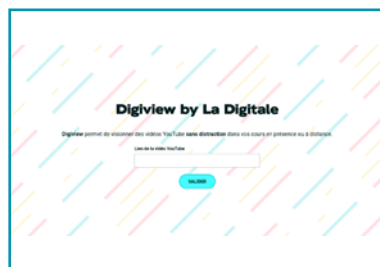 Digiview by La Digitale
Digiview permet de visionner des vidéos YouTube sans distraction dans vos cours en présence ou à distance.
Lien de la vidéo YouTube
VALIDER